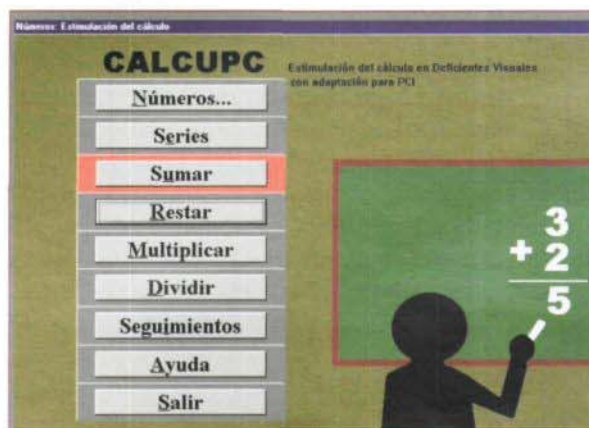 Números: Estimulación del cálculo
CALCUPC
Estimulación del cálculo en Deficientes Visuales
con adaptación para PCI
Números...
Series
Sumar
Restar
Multiplicar
Dividir
Seguimientos
Ayuda
Salir
3
+ 2
5